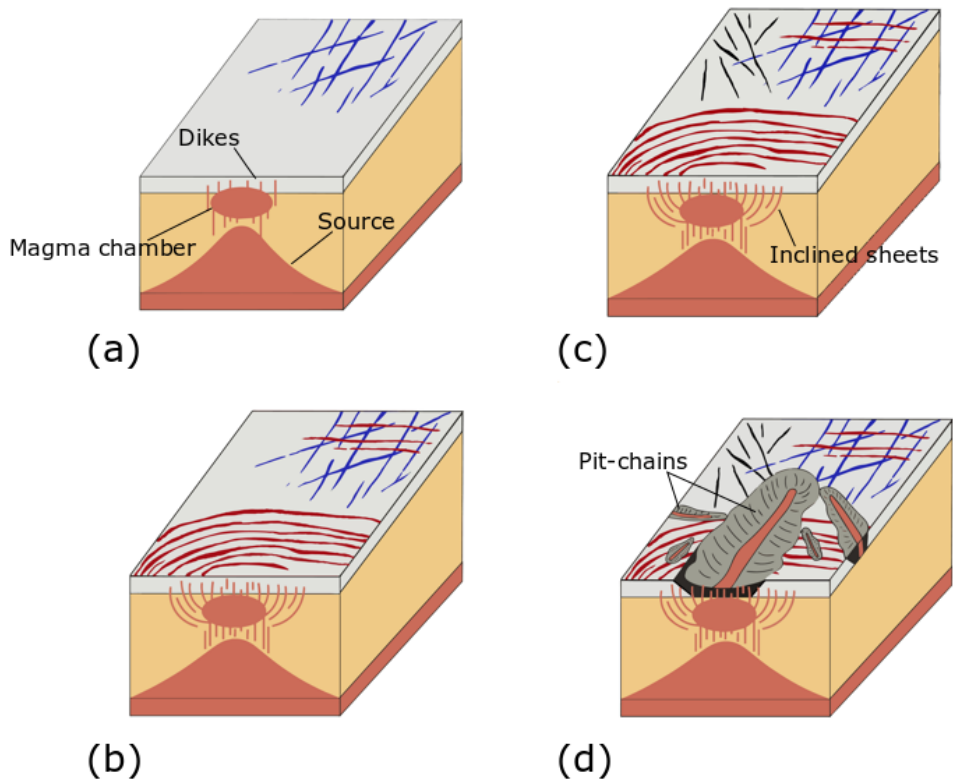 Dikes
Magma chamber
Source
(a)
Inclined sheets
(c)
(b)
Pit-chains
(d)